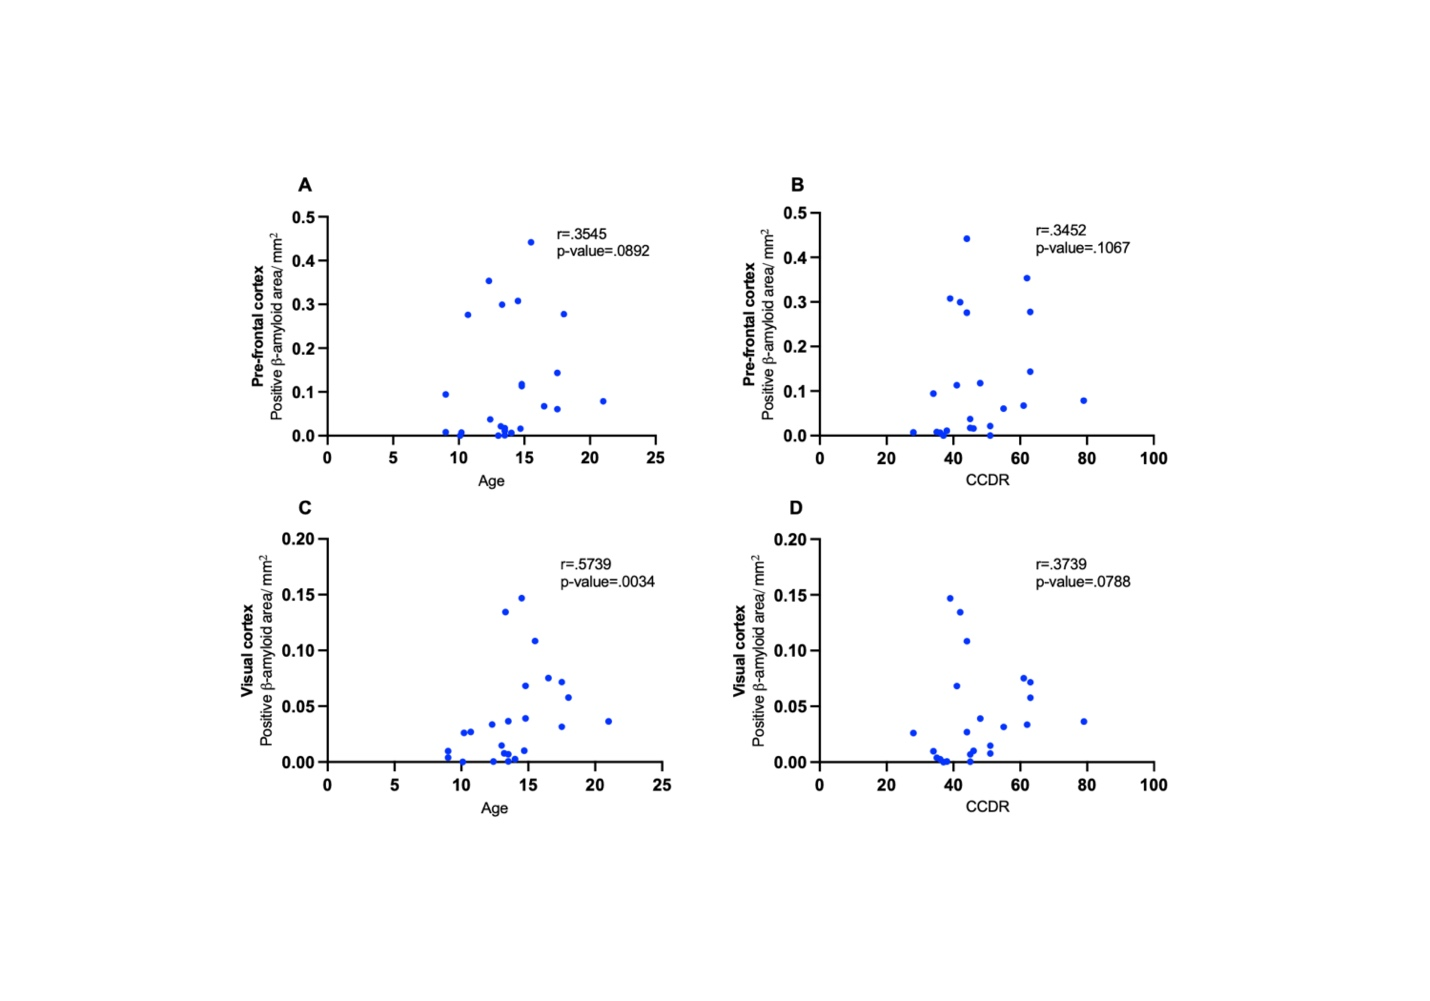 A
Pre-frontal cortex
Positive β-amyloid area/ mm²
0.5
0.4
0.3
0.2
0.1
0.0
r=.3545
p-value=.0892
0 5 10 15 20 25
Age
B
Pre-frontal cortex
Positive β-amyloid area/ mm²
0.5
0.4
0.3
0.2
0.1
0.0
r=.3452
p-value=.1067
0 20 40 60 80 100
CCDR
C
Visual cortex
Positive β-amyloid area/ mm²
0.20
0.15
0.10
0.05
0.00
r=.5739
p-value=.0034
0 5 10 15 20 25
Age
D
Visual cortex
Positive β-amyloid area/ mm²
0.20
0.15
0.10
0.05
0.00
r=.3739
p-value=.0788
0 20 40 60 80 100
CCDR